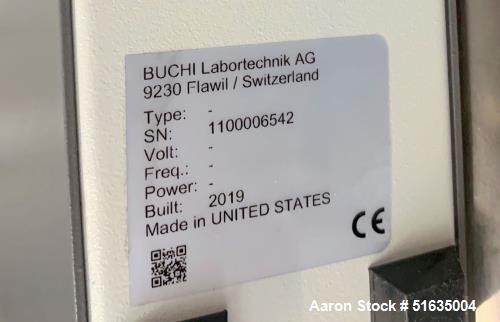 BUCHI Labortechnik AG
9230 Flawil / Switzerland
Type: -
SN: 1100006542
Volt: -
Freq.: -
Power: -
Built: 2019
Made in UNITED STATES
CE
Aaron Stock # 51635004